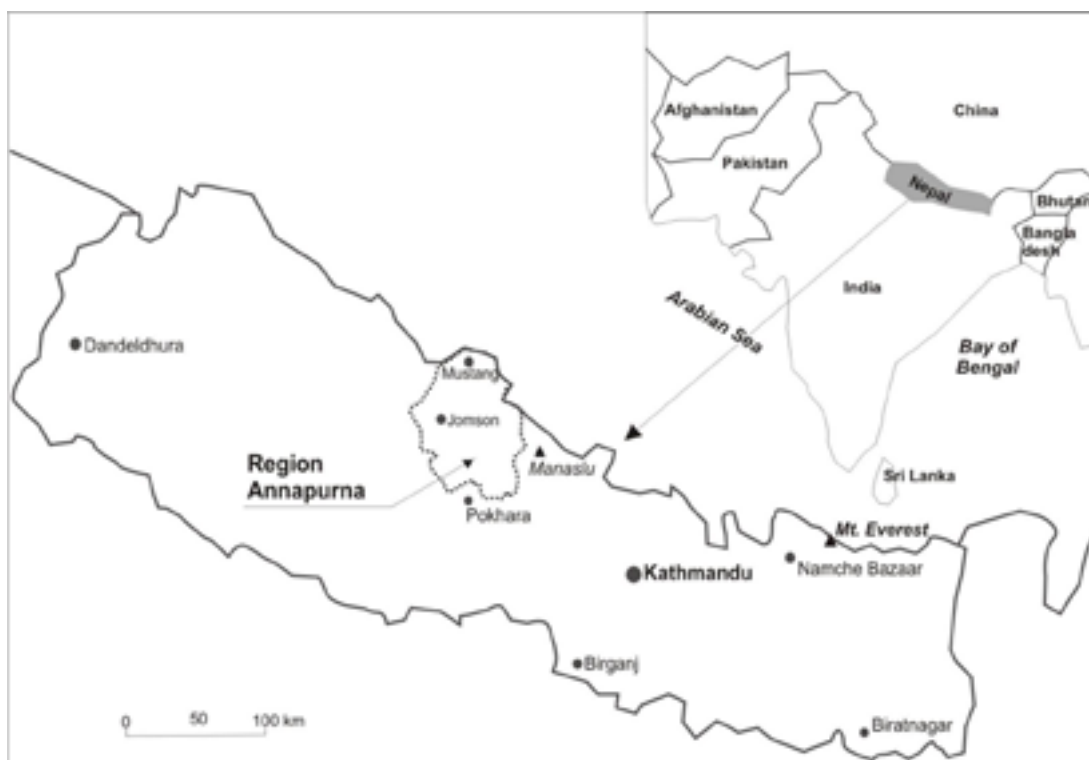 Afghanistan
China
Pakistan
Nepal
Bhutan
Bangla
desh
India
Arabian Sea
Bay of
Bengal
Sri Lanka
Dandeldhura
Mustang
Jomson
Region
Annapurna
Manaslu
Pokhara
Mt. Everest
Kathmandu
Namche Bazaar
Birganj
Biratnagar
0 50 100 km